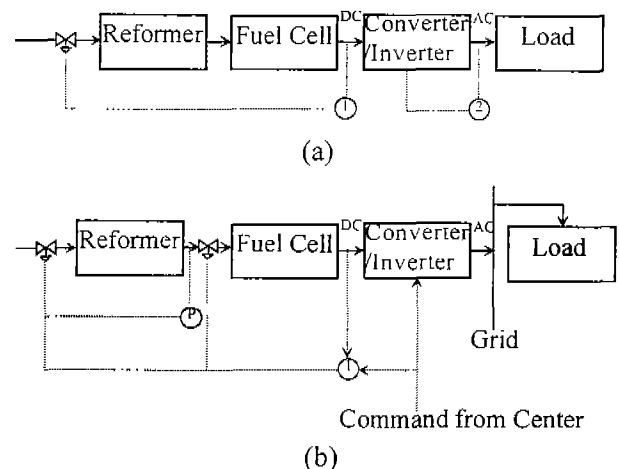 Reformer
Fuel Cell
DC
Converter
/Inverter
AC
Load
1
2
(a)
Reformer
Fuel Cell
DC
Converter
/Inverter
AC
Load
P
Grid
Command from Center
(b)